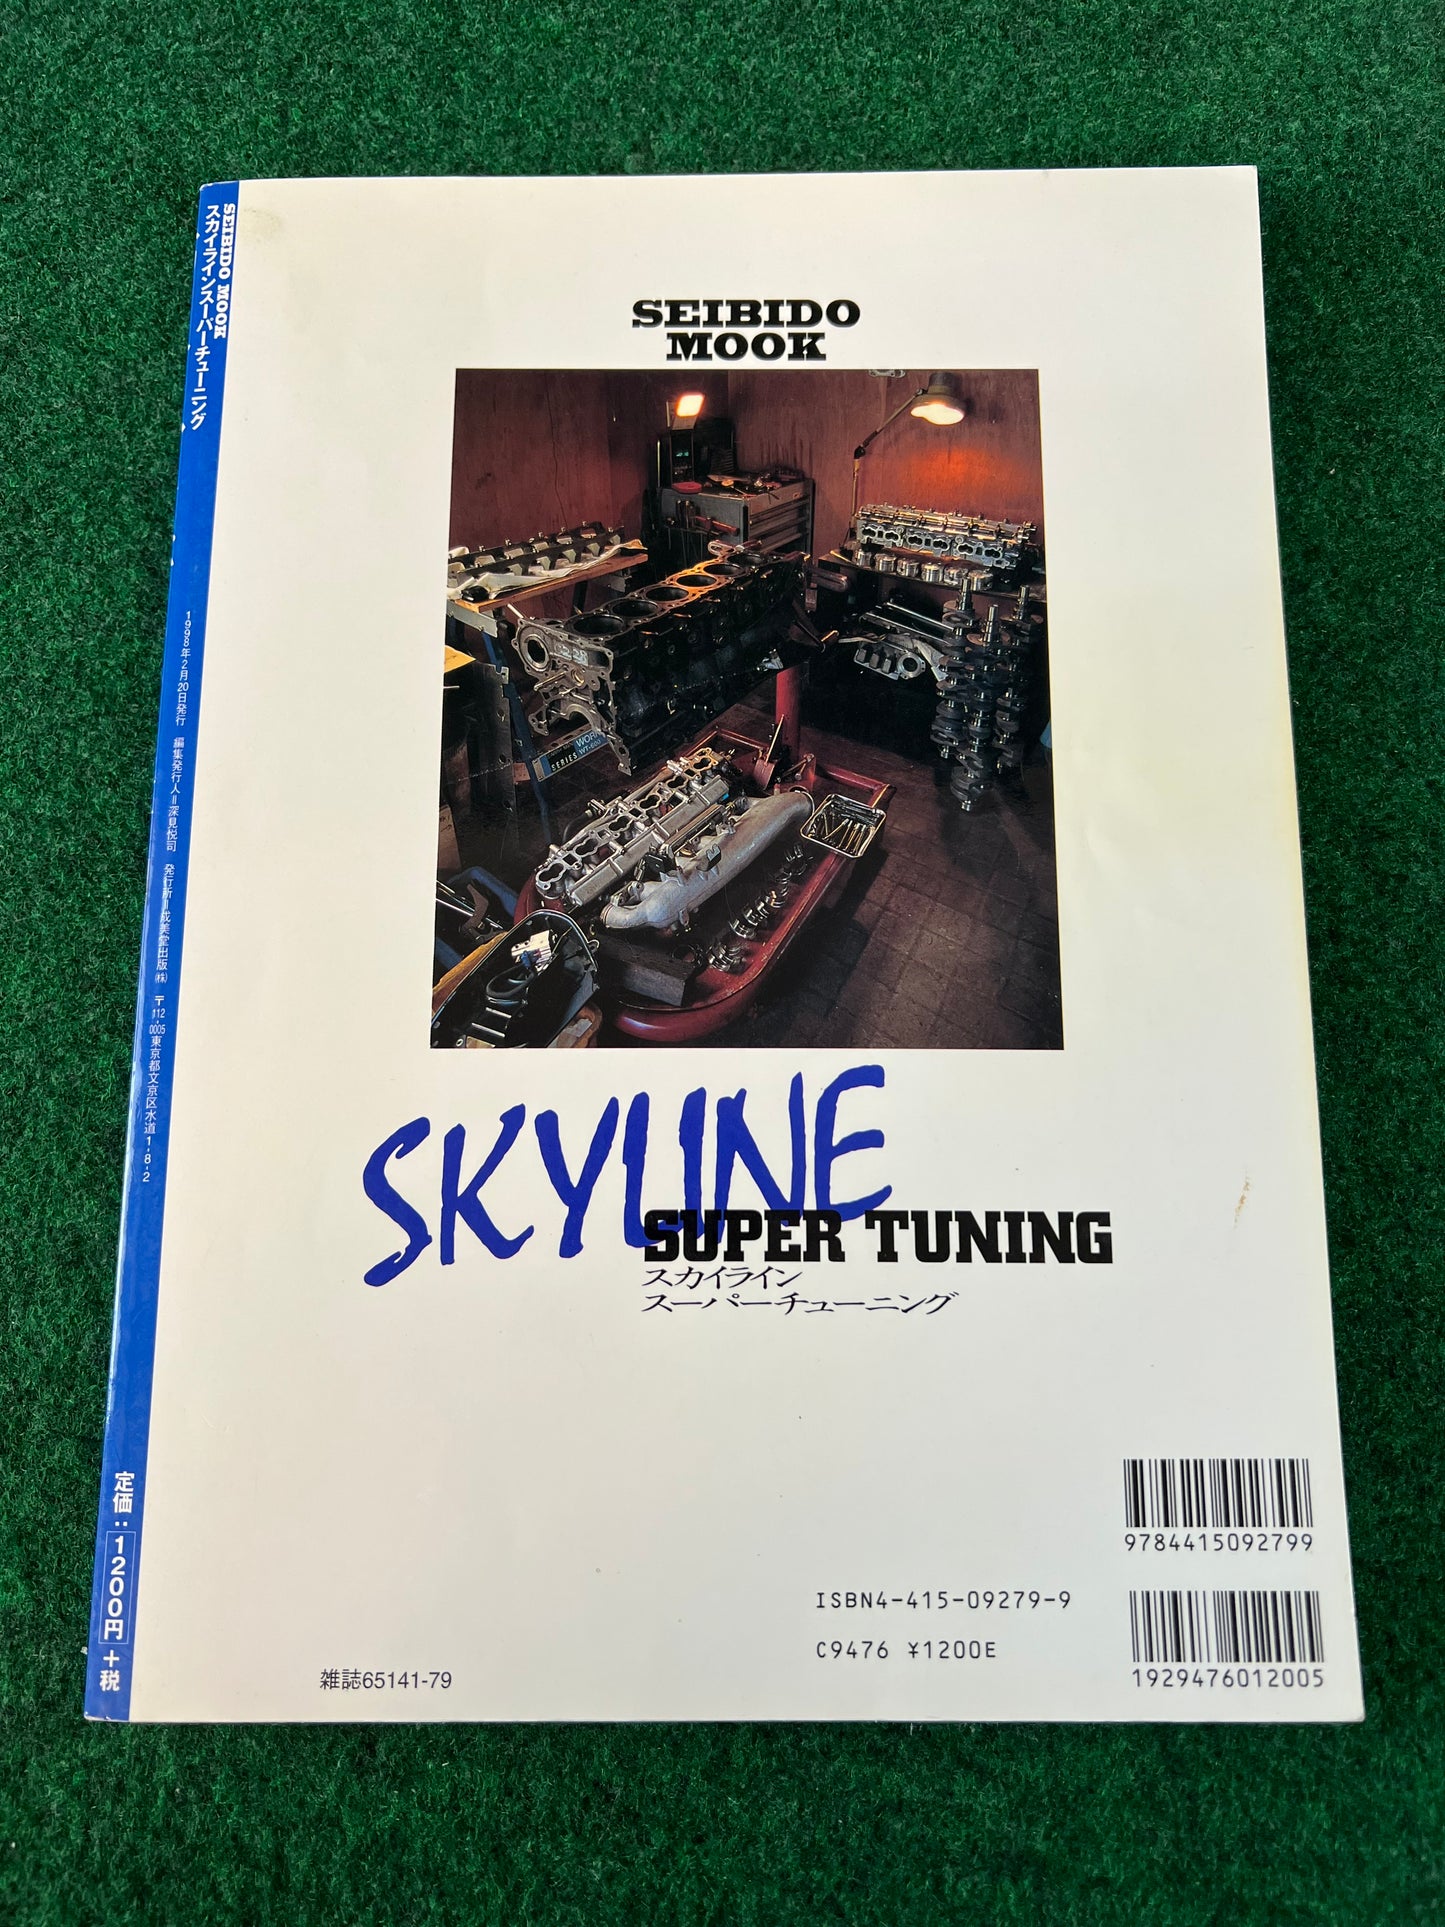 SEIBIDO MOOK
スカイラインスーパーチューニング
1998年2月20日発行 編集発行人=深見悦司 発行所=成美堂出版㈱ 〒112-0005東京都文京区水道1-8-2
定価:1200円+税
SEIBIDO
MOOK
WORK
SERIES WT-600
SKYLINE
SUPER TUNING
スカイライン
スーパーチューニング
9784415092799
ISBN4-415-09279-9
C9476 ¥1200E
1929476012005
雑誌65141-79